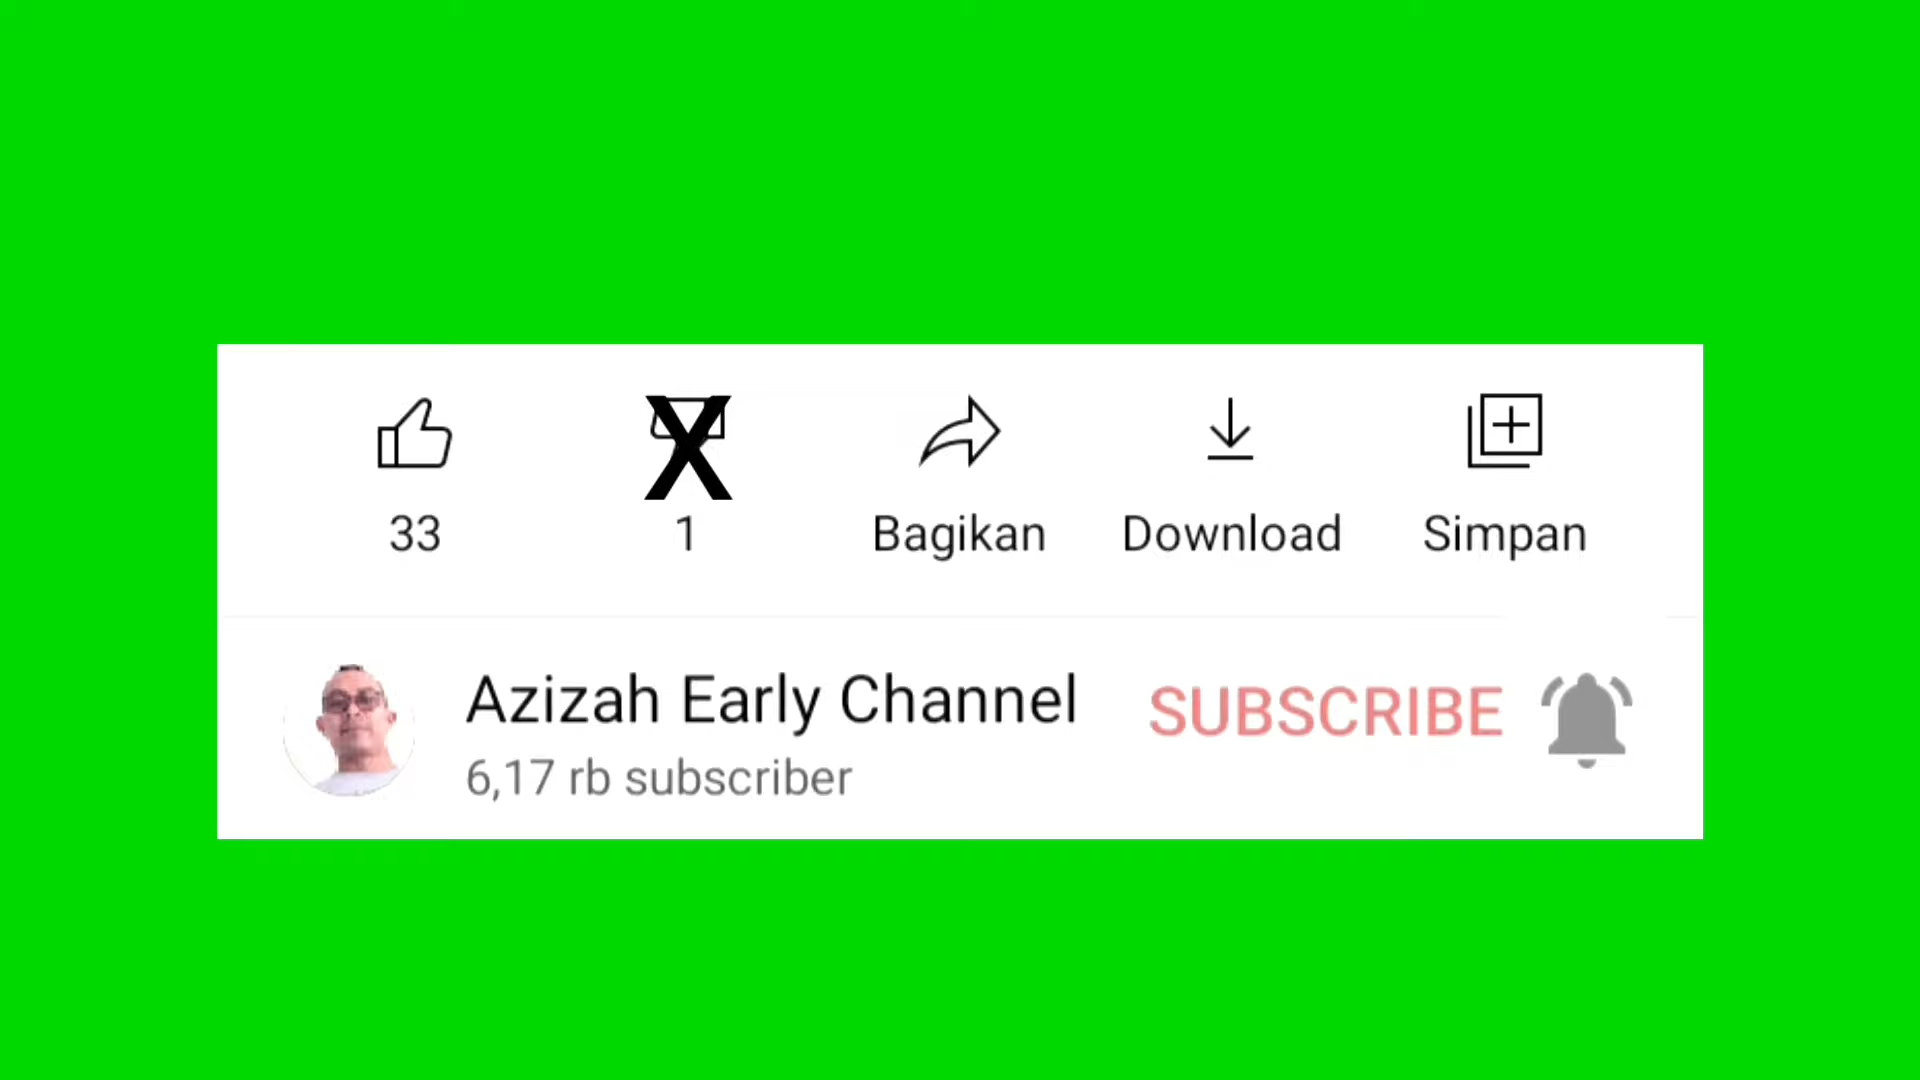 X
33
1
Bagikan
Download
Simpan
Azizah Early Channel
SUBSCRIBE
6,17 rb subscriber